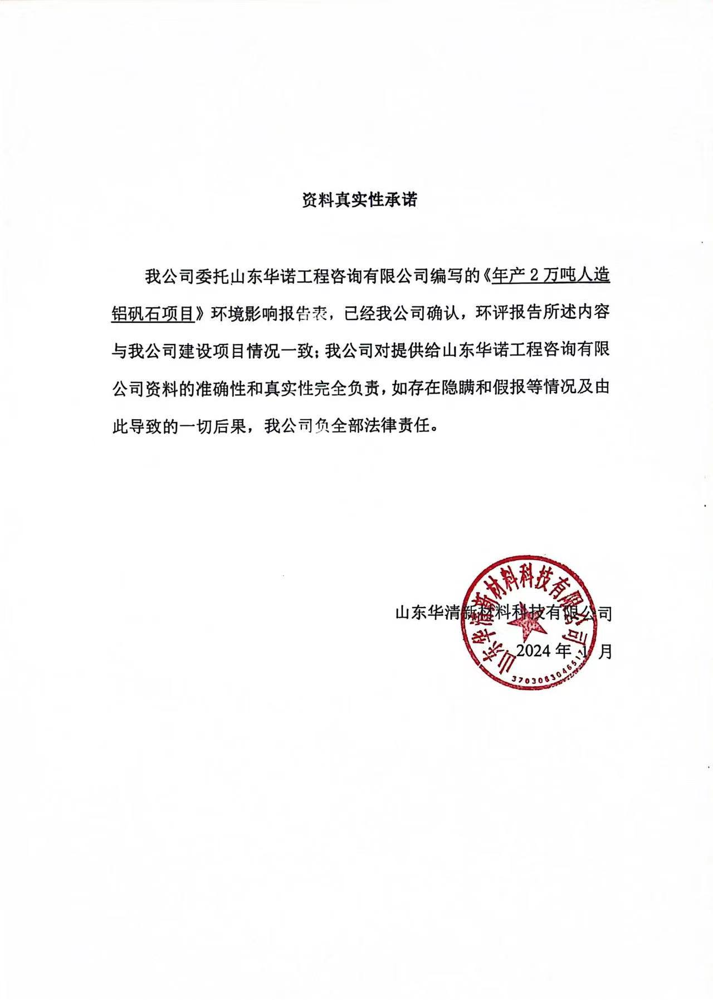 资料真实性承诺
我公司委托山东华诺工程咨询有限公司编写的《年产2万吨人造
铝矾石项目》环境影响报告表，已经我公司确认，环评报告所述内容
与我公司建设项目情况一致；我公司对提供给山东华诺工程咨询有限
公司资料的准确性和真实性完全负责，如存在隐瞒和假报等情况及由
此导致的一切后果，我公司负全部法律责任。
山东华清新材料科技有限公司
2024年1月
山东华清新材料科技有限公司
3703063046517